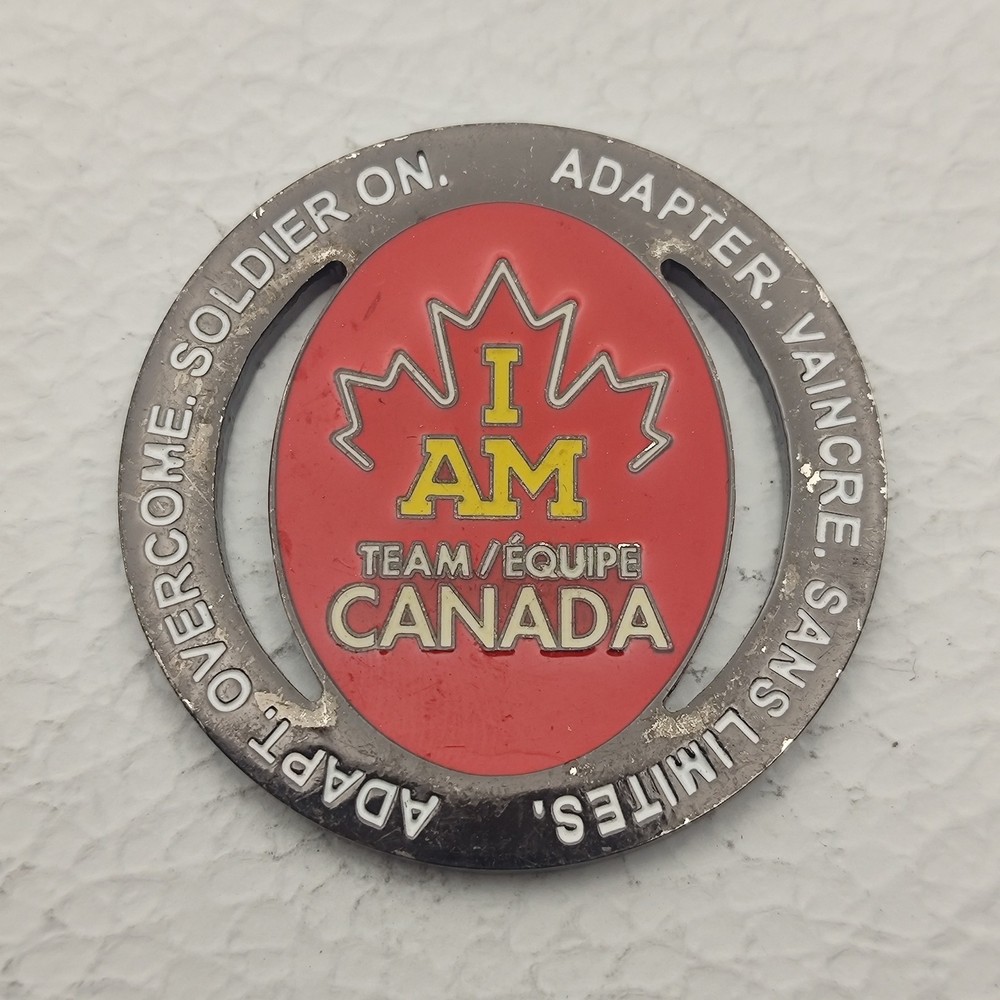 ADAPT. OVERCOME. SOLDIER ON.
ADAPTER. VAINCRE. SANS LIMITES.
I
AM
TEAM/ÉQUIPE
CANADA